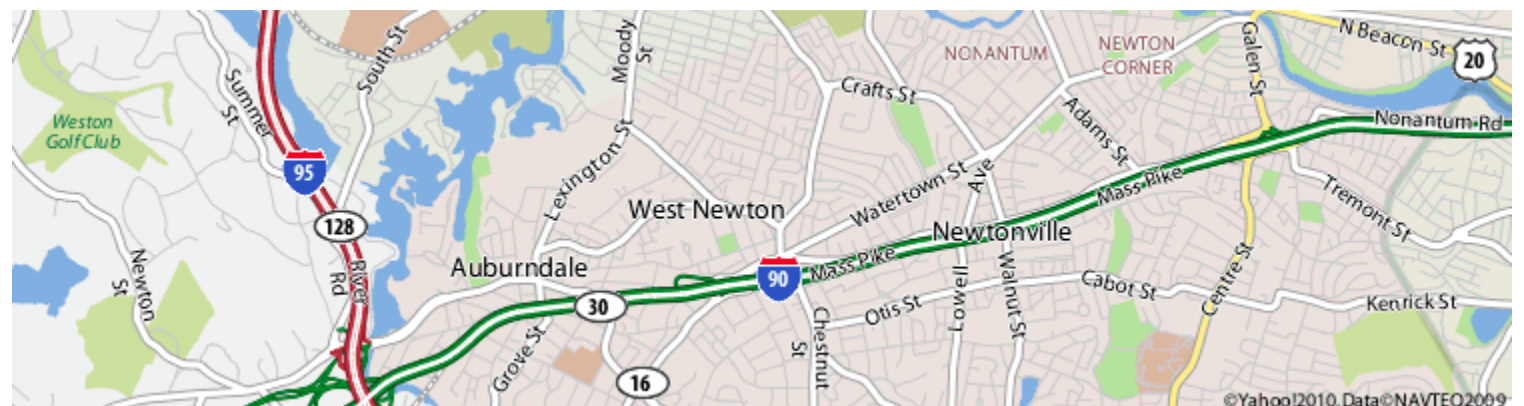 N Beacon St
20
Galen St
NONANTUM
NEWTON
CORNER
Moody
St
South St
Summer
St
Crafts St
Weston
Golf Club
Adams St
Nonantum Rd
95
Lexington St
Watertown St
Ave
Mass Pike
Tremont St
128
West Newton
Newtonville
River
Rd
Newton
St
Auburndale
90
Mass Pike
Walnut St
Lowell
Cabot St
Centre St
Kenrick St
30
Otis St
Chestnut
St
Grove St
16
©Yahoo!2010, Data©NAVTEQ2009